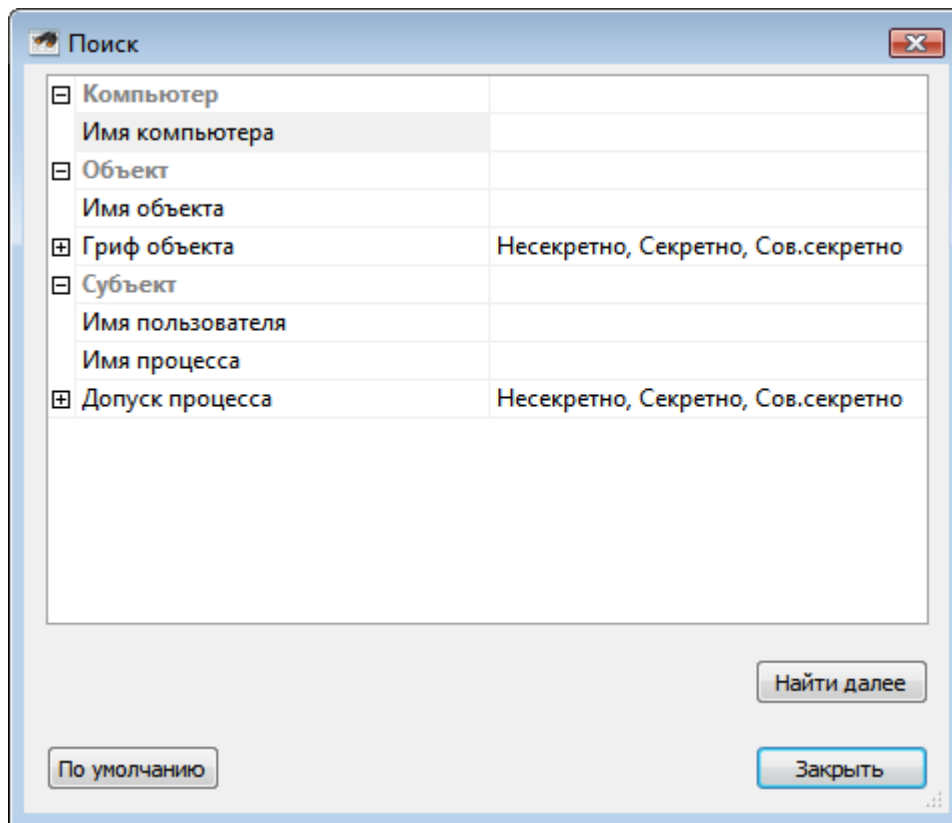 Поиск
Компьютер
Имя компьютера
Объект
Имя объекта
Гриф объекта Несекретно, Секретно, Сов.секретно
Субъект
Имя пользователя
Имя процесса
Допуск процесса Несекретно, Секретно, Сов.секретно
Найти далее
По умолчанию Закрыть